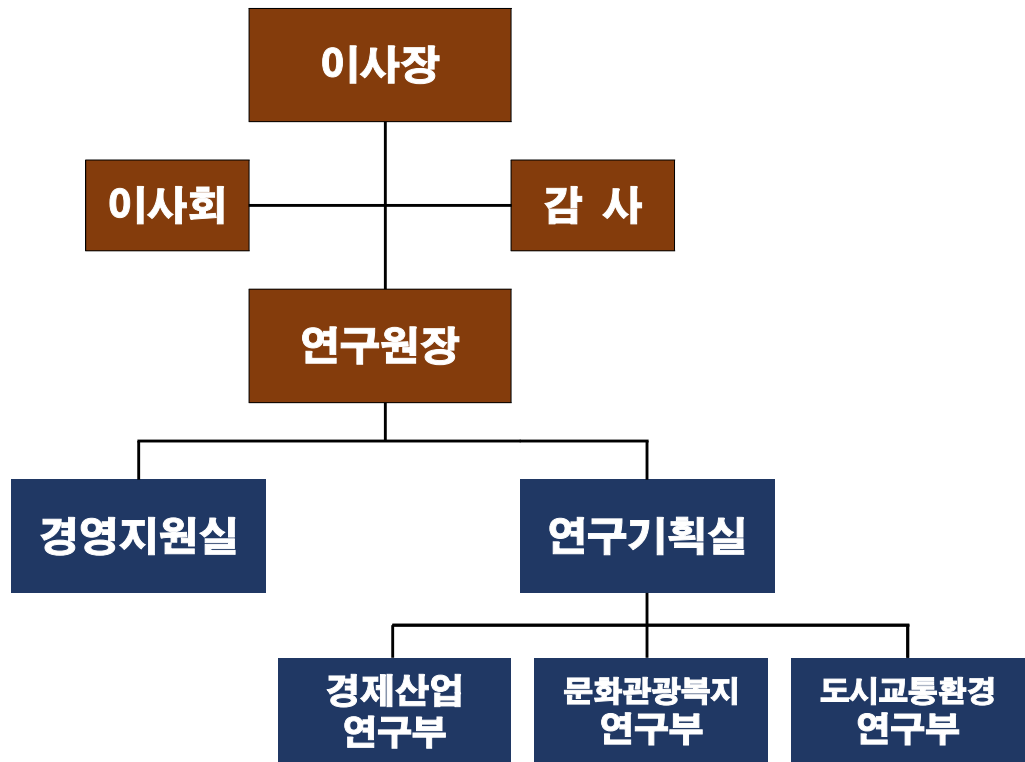 이사장
이사회
감 사
연구원장
경영지원실
연구기획실
경제산업
연구부
문화관광복지
연구부
도시교통환경
연구부